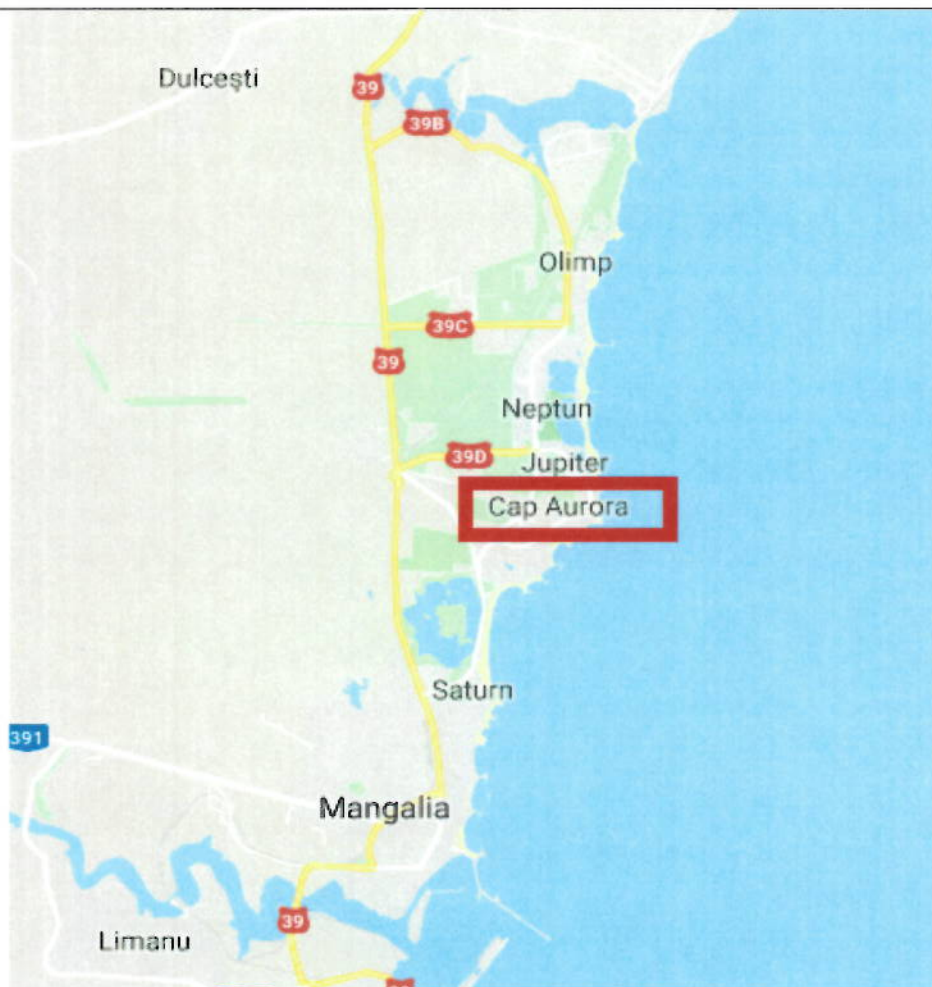 Dulcești
39
39B
Olimp
39C
39
Neptun
39D
Jupiter
Cap Aurora
Saturn
391
Mangalia
39
Limanu